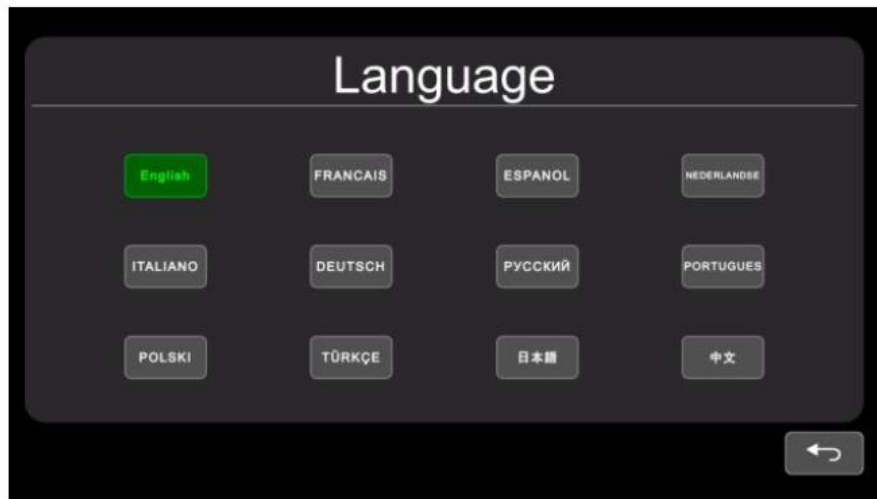 Language
English FRANCAIS ESPANOL NEDERLANDSE
ITALIANO DEUTSCH РУССКИЙ PORTUGUES
POLSKI TÜRKÇE 日本語 中文